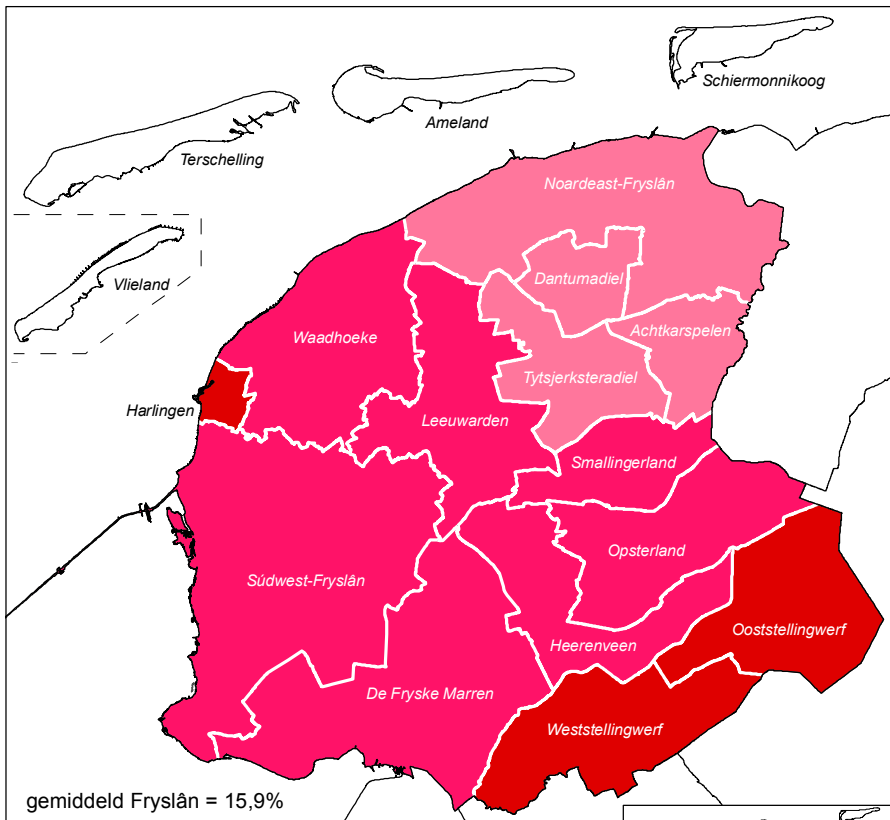 Schiermonnikoog
Ameland
Terschelling
Noardeast-Fryslân
Vlieland
Dantumadiel
Waadhoeke
Achtkarspelen
Tytsjerksteradiel
Harlingen
Leeuwarden
Smallingerland
Opsterland
Súdwest-Fryslân
Ooststellingwerf
Heerenveen
De Fryske Marren
Weststellingwerf
gemiddeld Fryslân = 15,9%